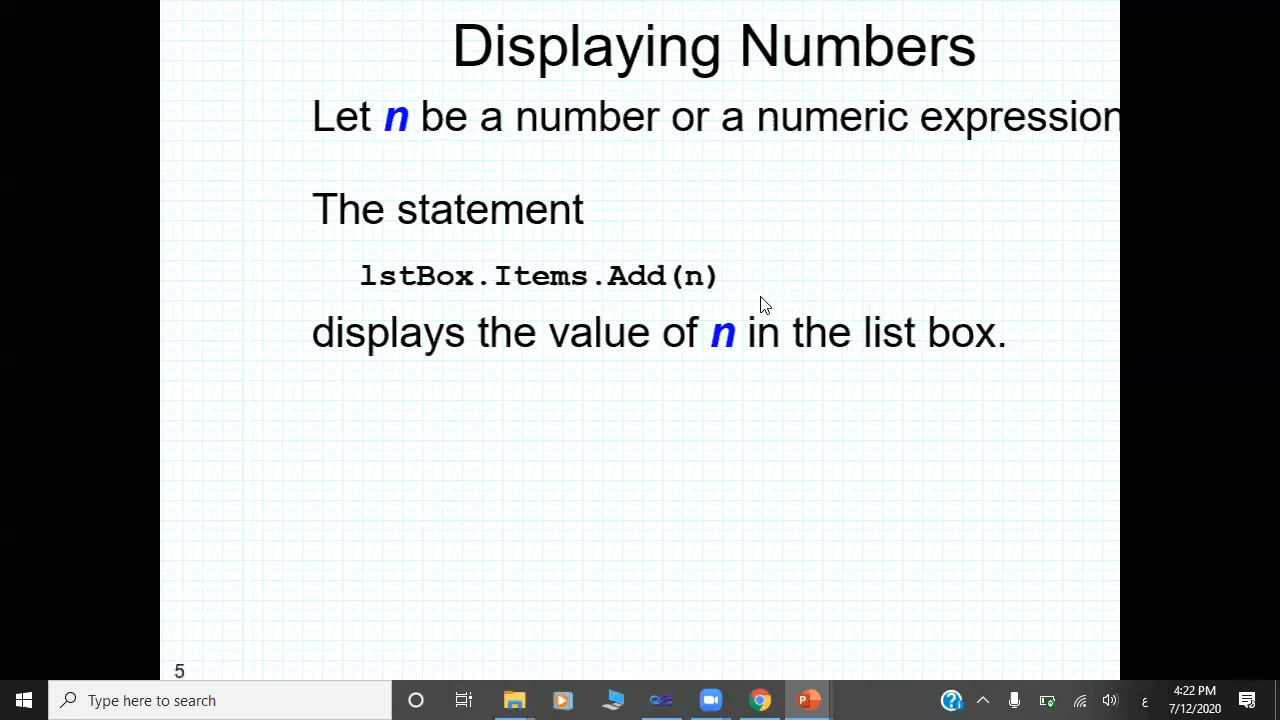 Displaying Numbers
Let n be a number or a numeric expression
The statement
lstBox.Items.Add(n)
displays the value of n in the list box.
5
Type here to search
ع
4:22 PM
7/12/2020